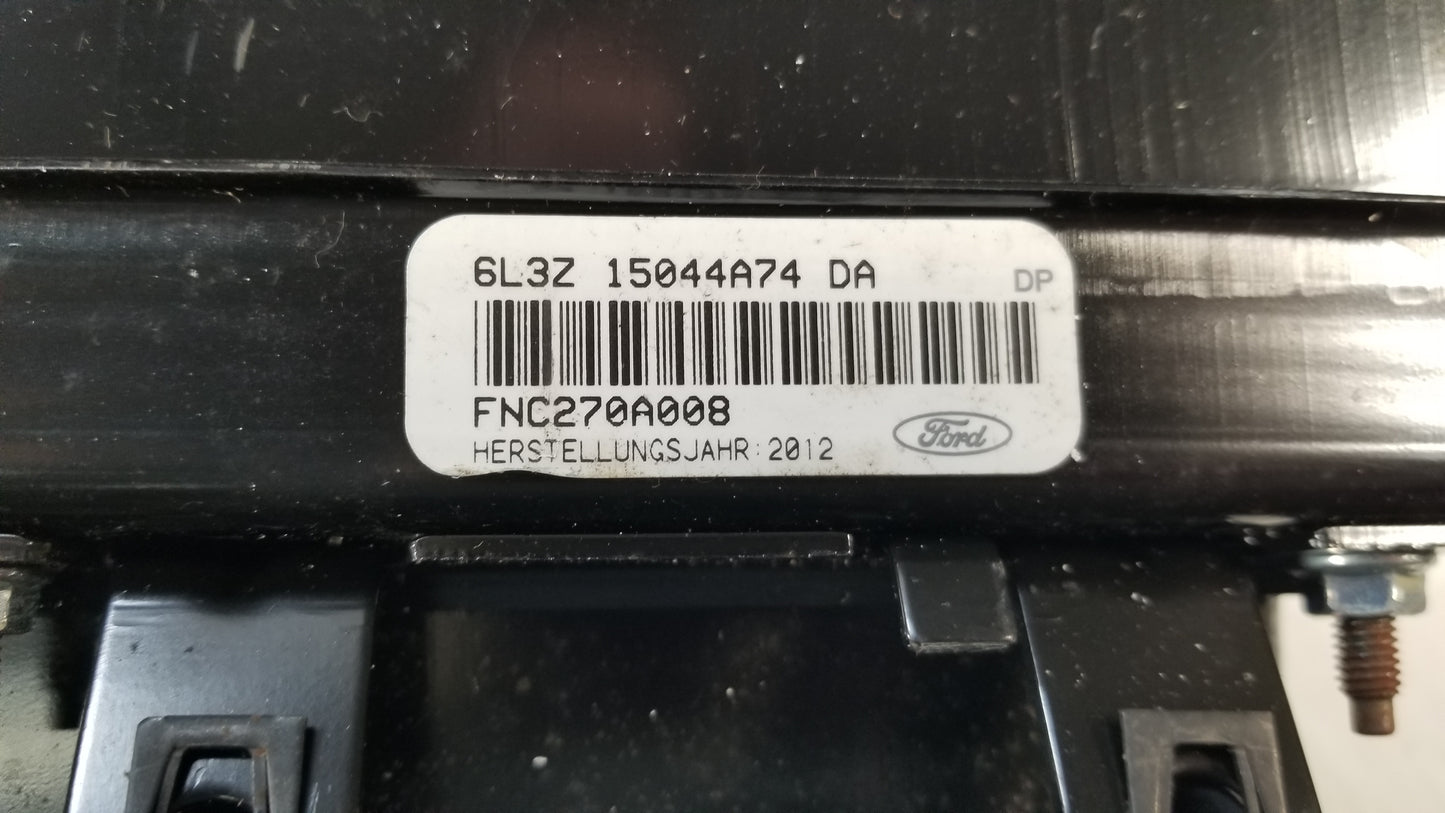 6L3Z 15044A74 DA
DP
FNC270A008
HERSTELLUNGSJAHR: 2012
Ford